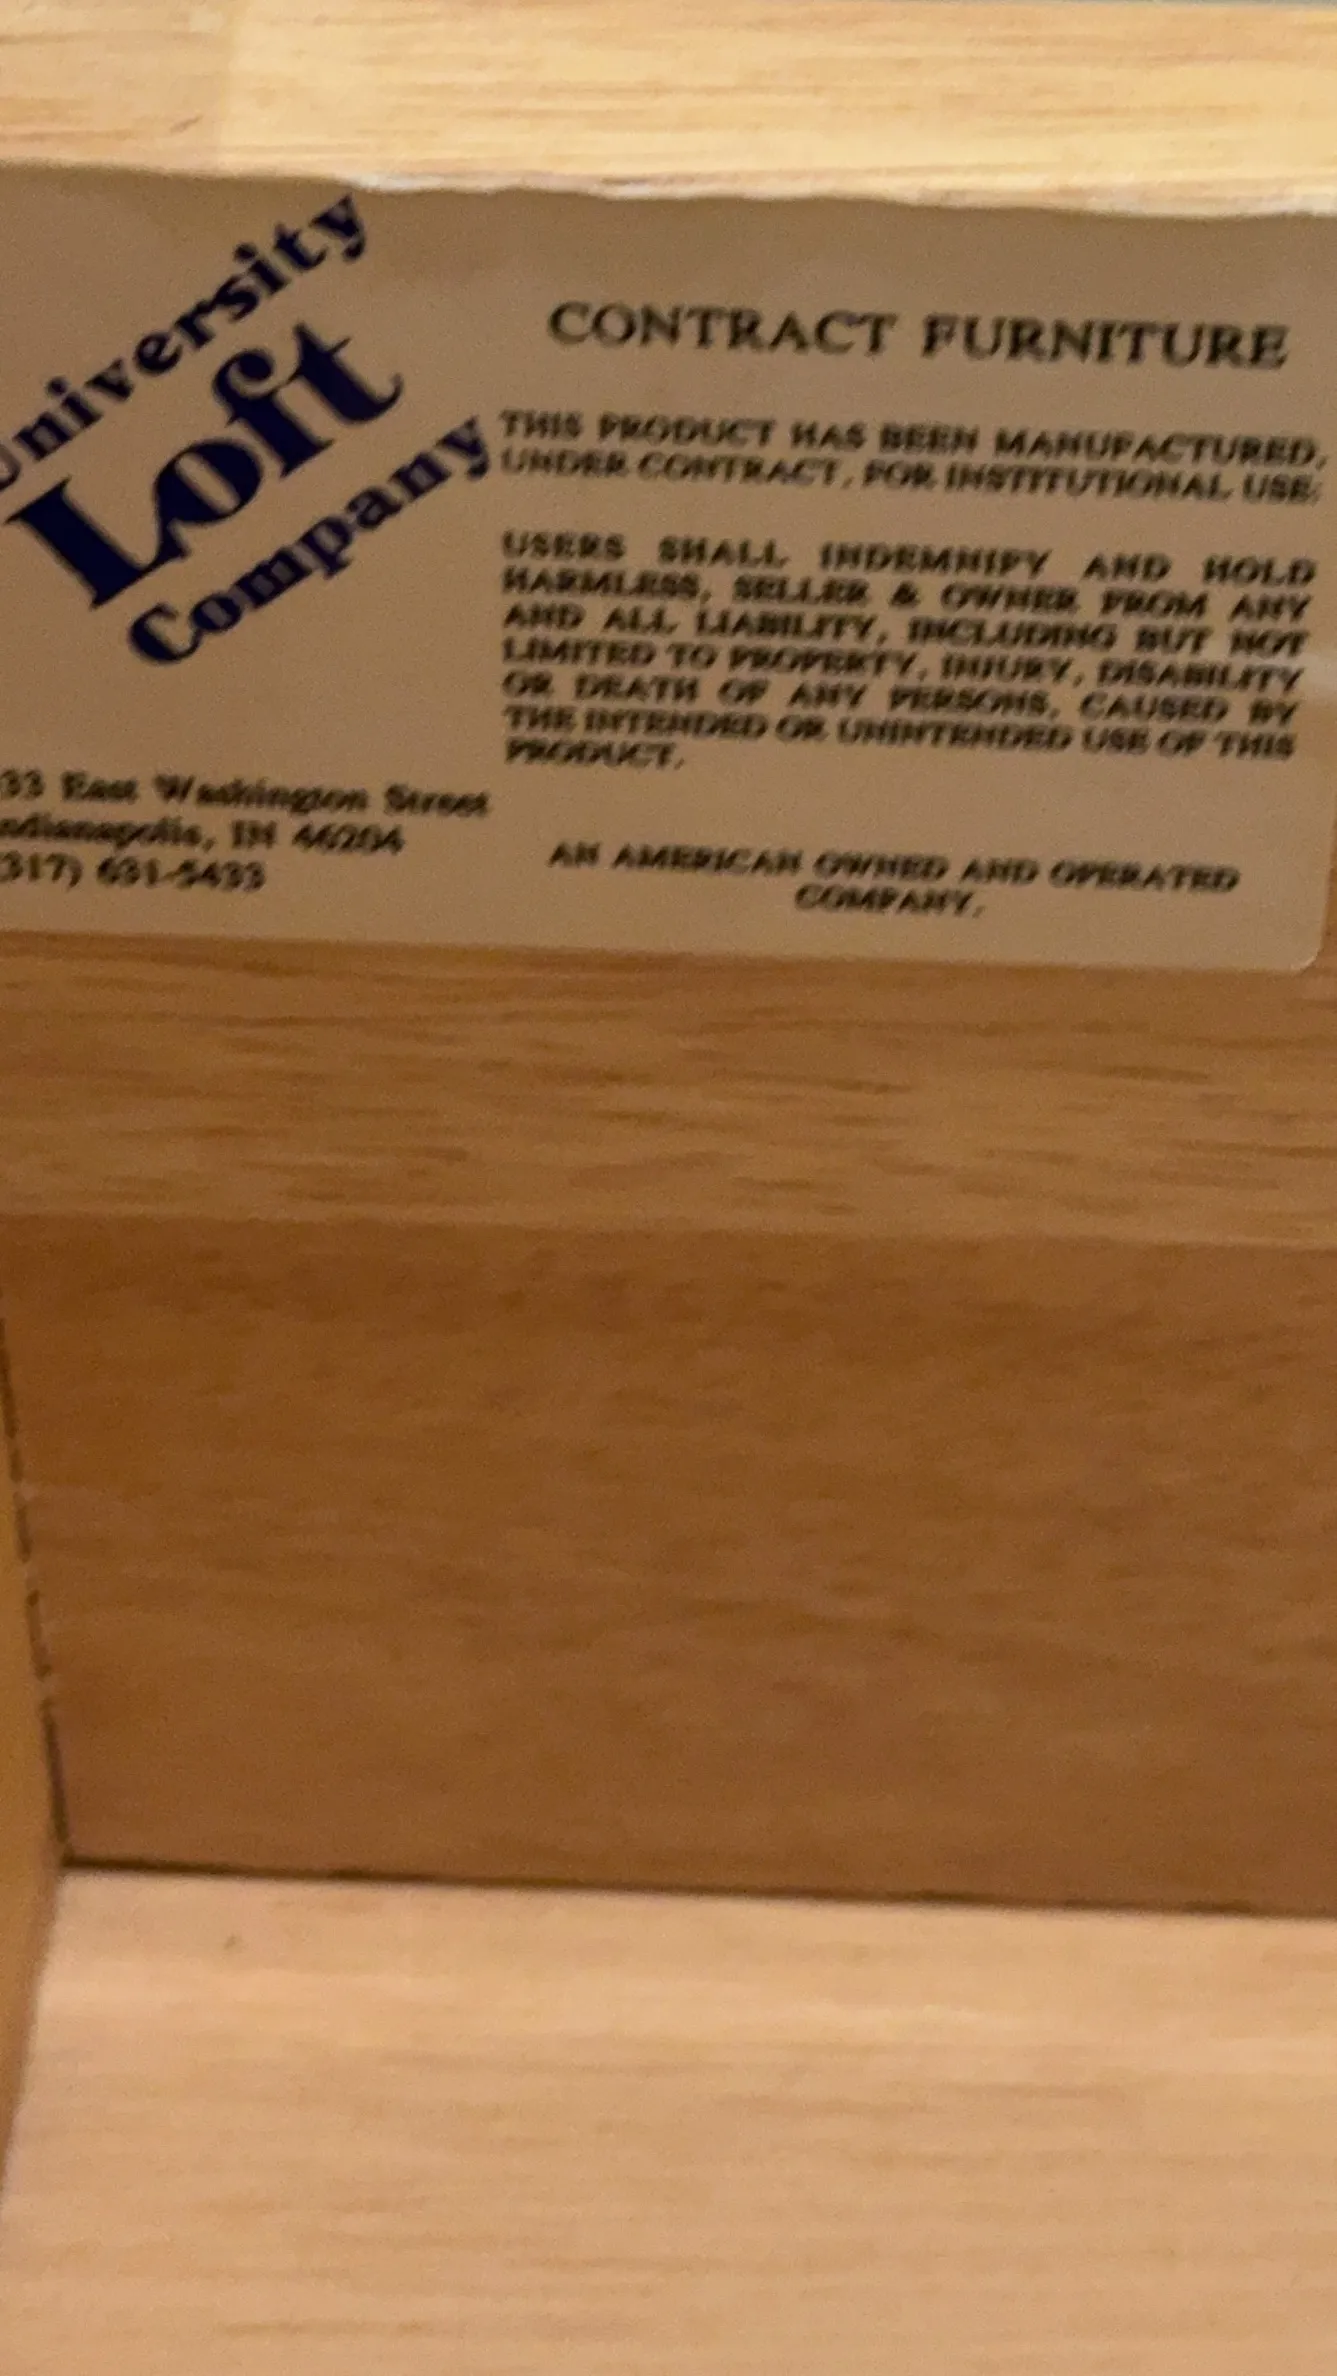 University
Loft
Company
33 East Washington Street
ndianapolis, IN 46204
317) 631-5433
CONTRACT FURNITURE
THIS PRODUCT HAS BEEN MANUFACTURED,
UNDER CONTRACT, FOR INSTITUTIONAL USE.
USERS SHALL INDEMNIFY AND HOLD
HARMLESS, SELLER & OWNER FROM ANY
AND ALL LIABILITY, INCLUDING BUT NOT
LIMITED TO PROPERTY, INJURY, DISABILITY
OR DEATH OF ANY PERSONS, CAUSED BY
THE INTENDED OR UNINTENDED USE OF THIS
PRODUCT.
AN AMERICAN OWNED AND OPERATED
COMPANY.